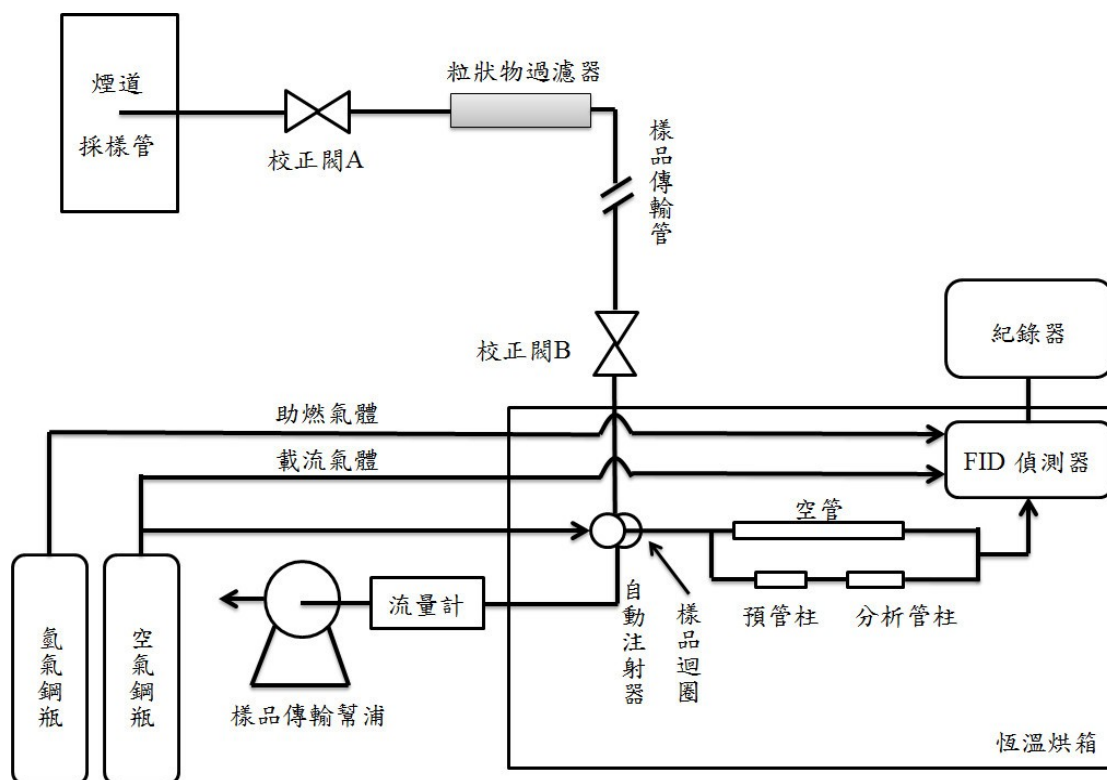 煙道
採樣管
校正閥A
粒狀物過濾器
樣品傳輸管
校正閥B
紀錄器
助燃氣體
載流氣體
FID 偵測器
空管
預管柱
分析管柱
自動注射器
樣品迴圈
流量計
樣品傳輸幫浦
氫氣鋼瓶
空氣鋼瓶
恆溫烘箱